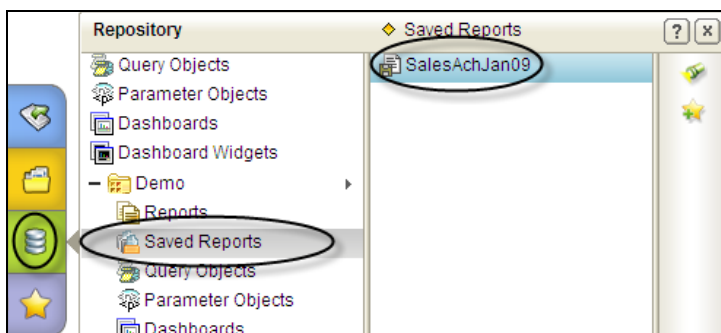 Repository
Saved Reports
? x
Query Objects
Parameter Objects
Dashboards
Dashboard Widgets
Demo
Reports
Saved Reports
Query Objects
Parameter Objects
Dashboards
SalesAchJan09